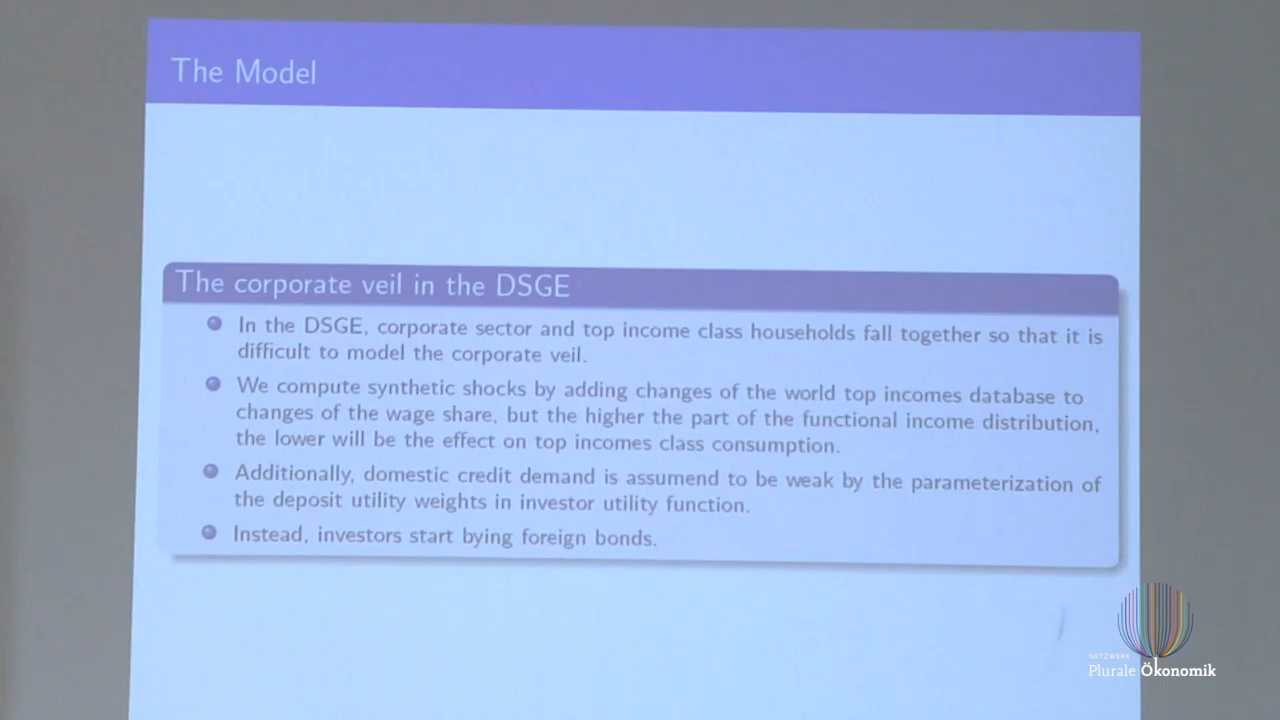 The Model
The corporate veil in the DSGE
In the DSGE, corporate sector and top income class households fall together so that it is
difficult to model the corporate veil.
We compute synthetic shocks by adding changes of the world top incomes database to
changes of the wage share, but the higher the part of the functional income distribution,
the lower will be the effect on top incomes class consumption.
Additionally, domestic credit demand is assumend to be weak by the parameterization of
the deposit utility weights in investor utility function.
Instead, investors start bying foreign bonds.
NETZWERK
Plurale Ökonomik